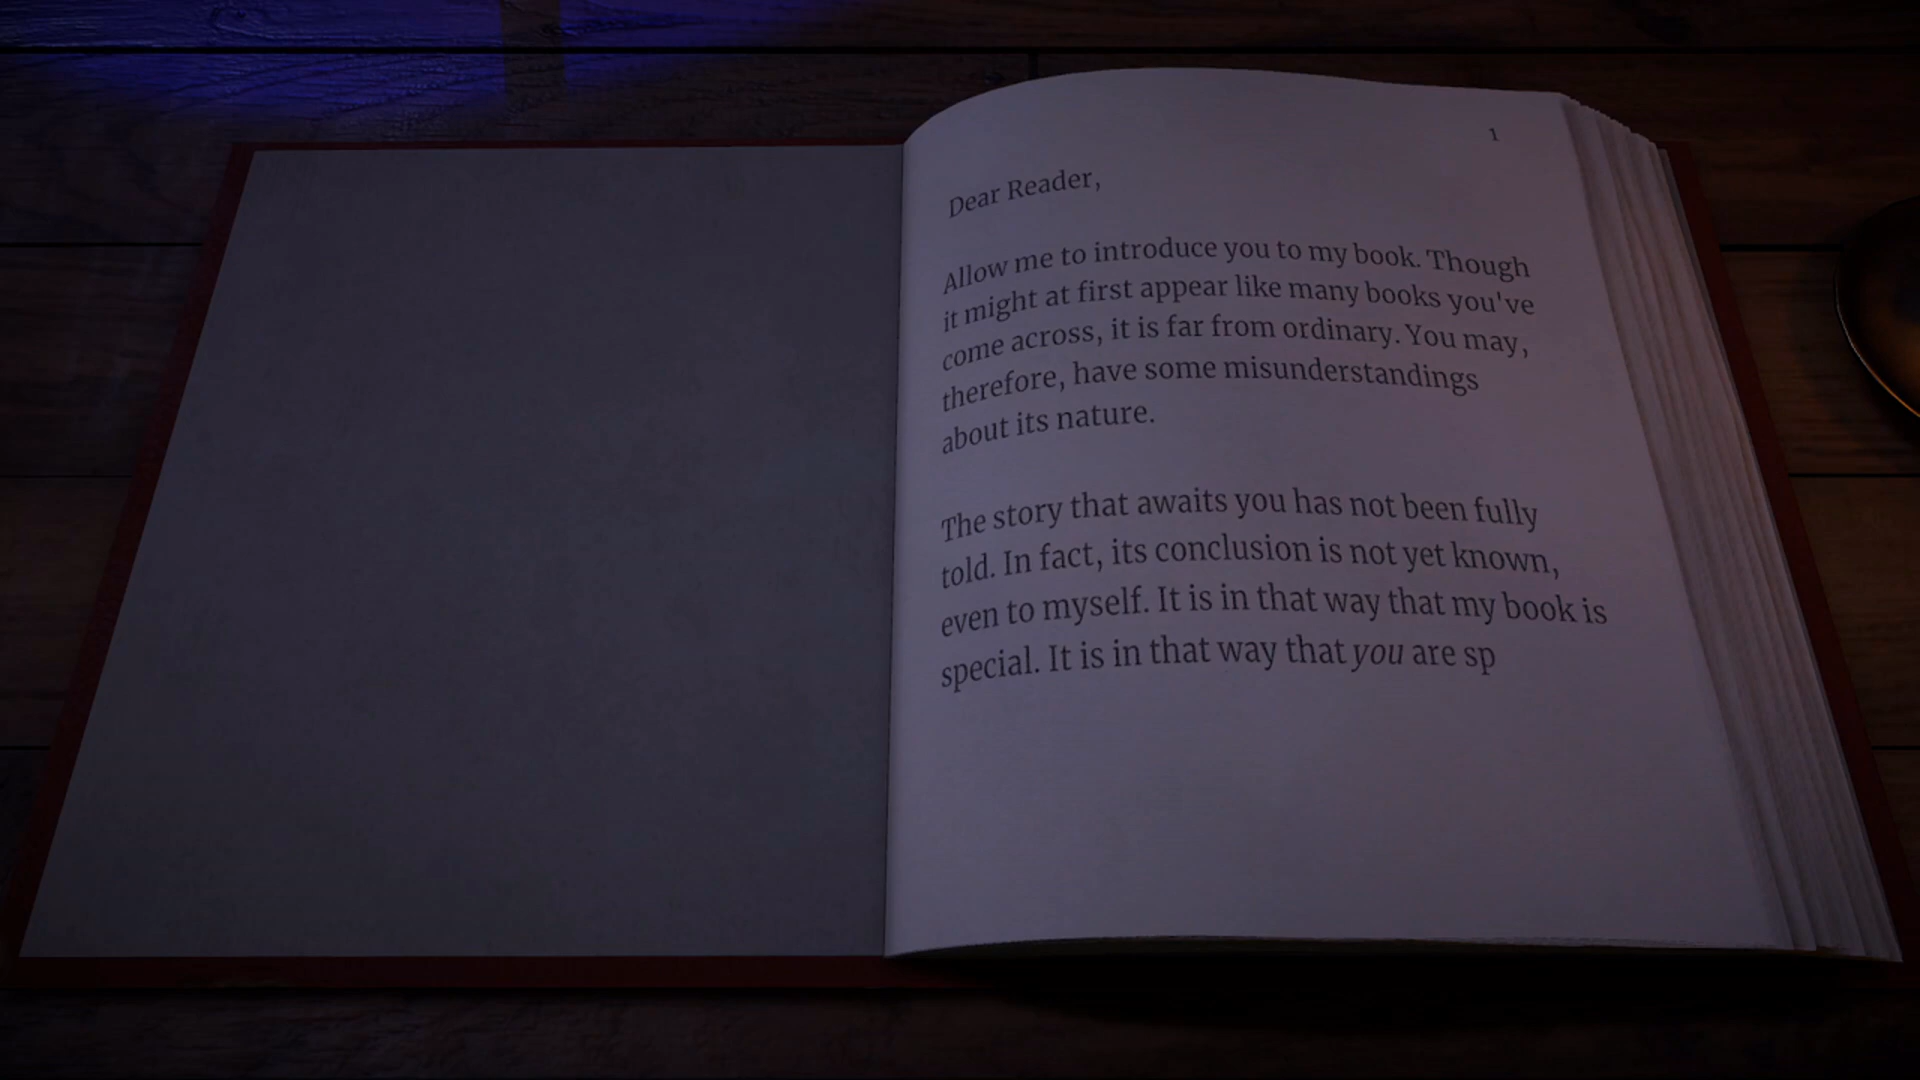 1
Dear Reader,
Allow me to introduce you to my book. Though
it might at first appear like many books you've
come across, it is far from ordinary. You may,
therefore, have some misunderstandings
about its nature.
The story that awaits you has not been fully
told. In fact, its conclusion is not yet known,
even to myself. It is in that way that my book is
special. It is in that way that you are sp